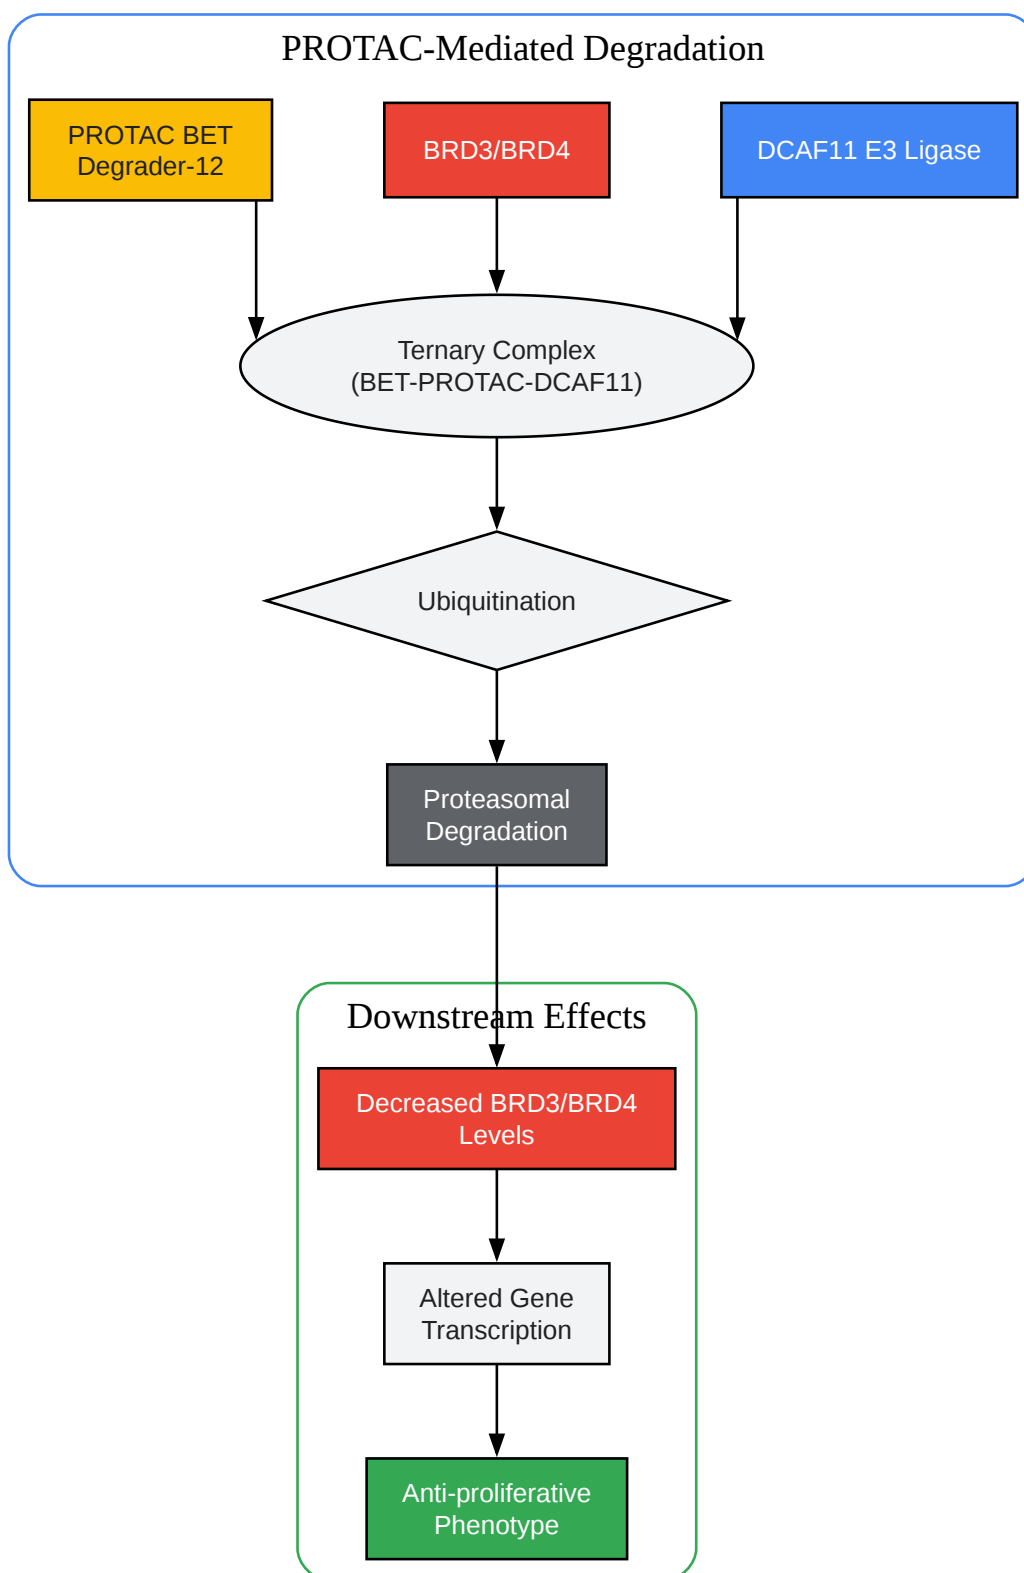 PROTAC-Mediated Degradation
PROTAC BET
Degrader-12
BRD3/BRD4
DCAF11 E3 Ligase
Ternary Complex
(BET-PROTAC-DCAF11)
Ubiquitination
Proteasomal
Degradation
Downstream Effects
Decreased BRD3/BRD4
Levels
Altered Gene
Transcription
Anti-proliferative
Phenotype